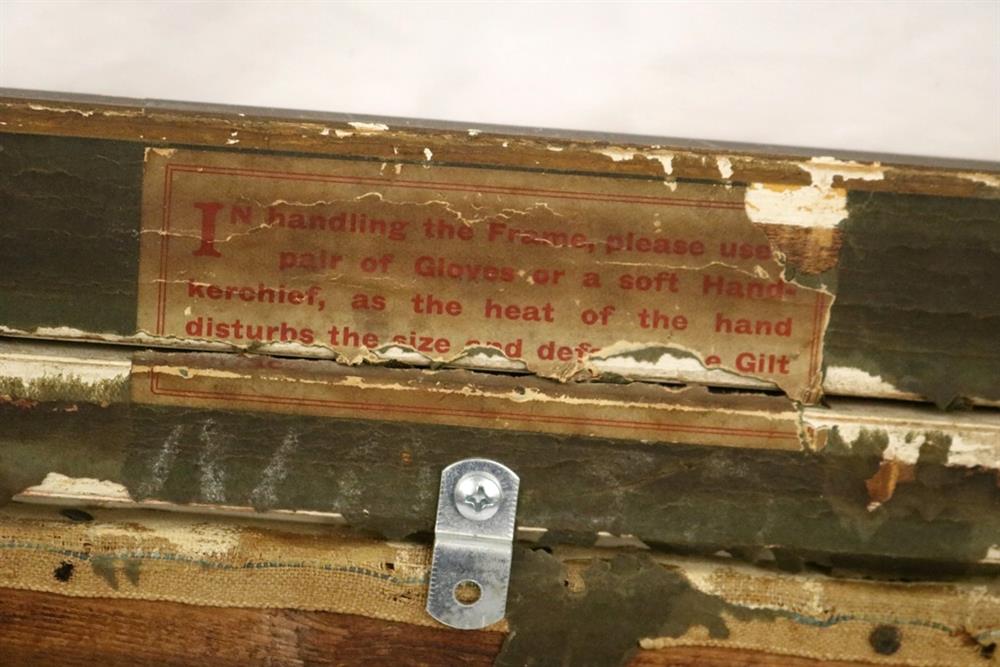 IN handling the Frame, please use
pair of Gloves or a soft Hand-
kerchief, as the heat of the hand
disturbs the size and Gilt